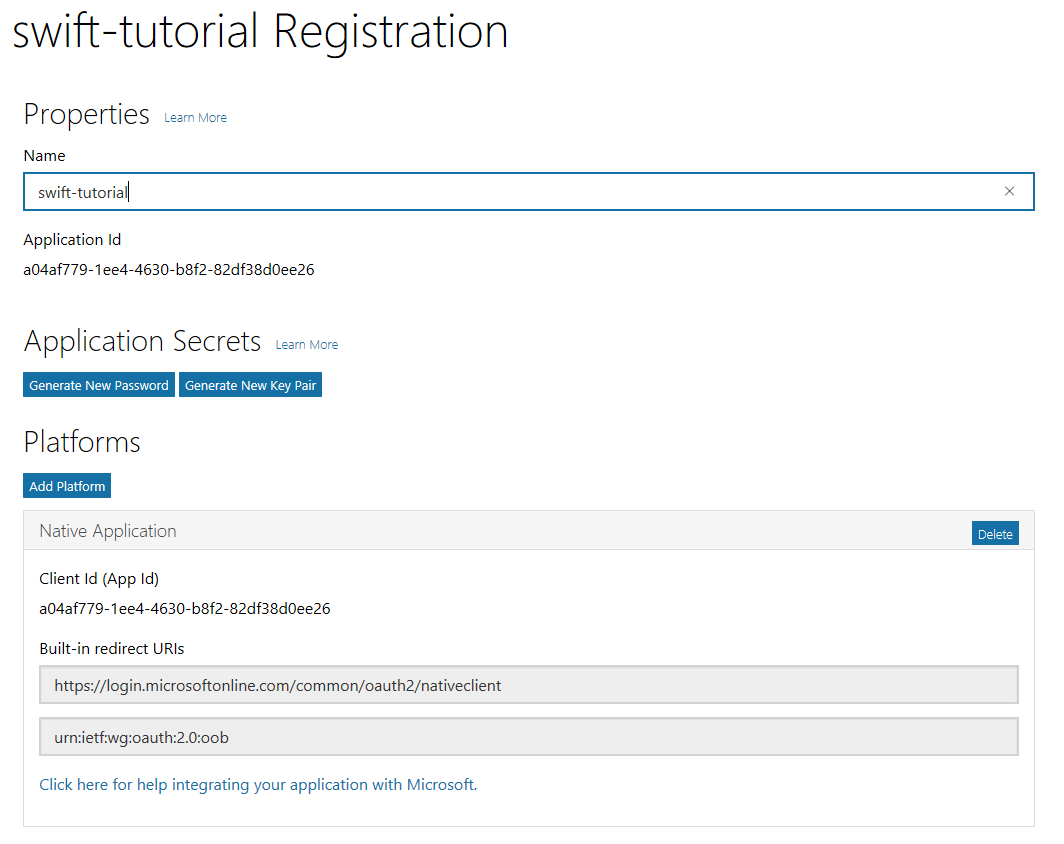 swift-tutorial Registration
Properties Learn More
Name
swift-tutorial
Application Id
a04af779-1ee4-4630-b8f2-82df38d0ee26
Application Secrets Learn More
Generate New Password Generate New Key Pair
Platforms
Add Platform
Native Application Delete
Client Id (App Id)
a04af779-1ee4-4630-b8f2-82df38d0ee26
Built-in redirect URIs
https://login.microsoftonline.com/common/oauth2/nativeclient
urn:ietf:wg:oauth:2.0:oob
Click here for help integrating your application with Microsoft.